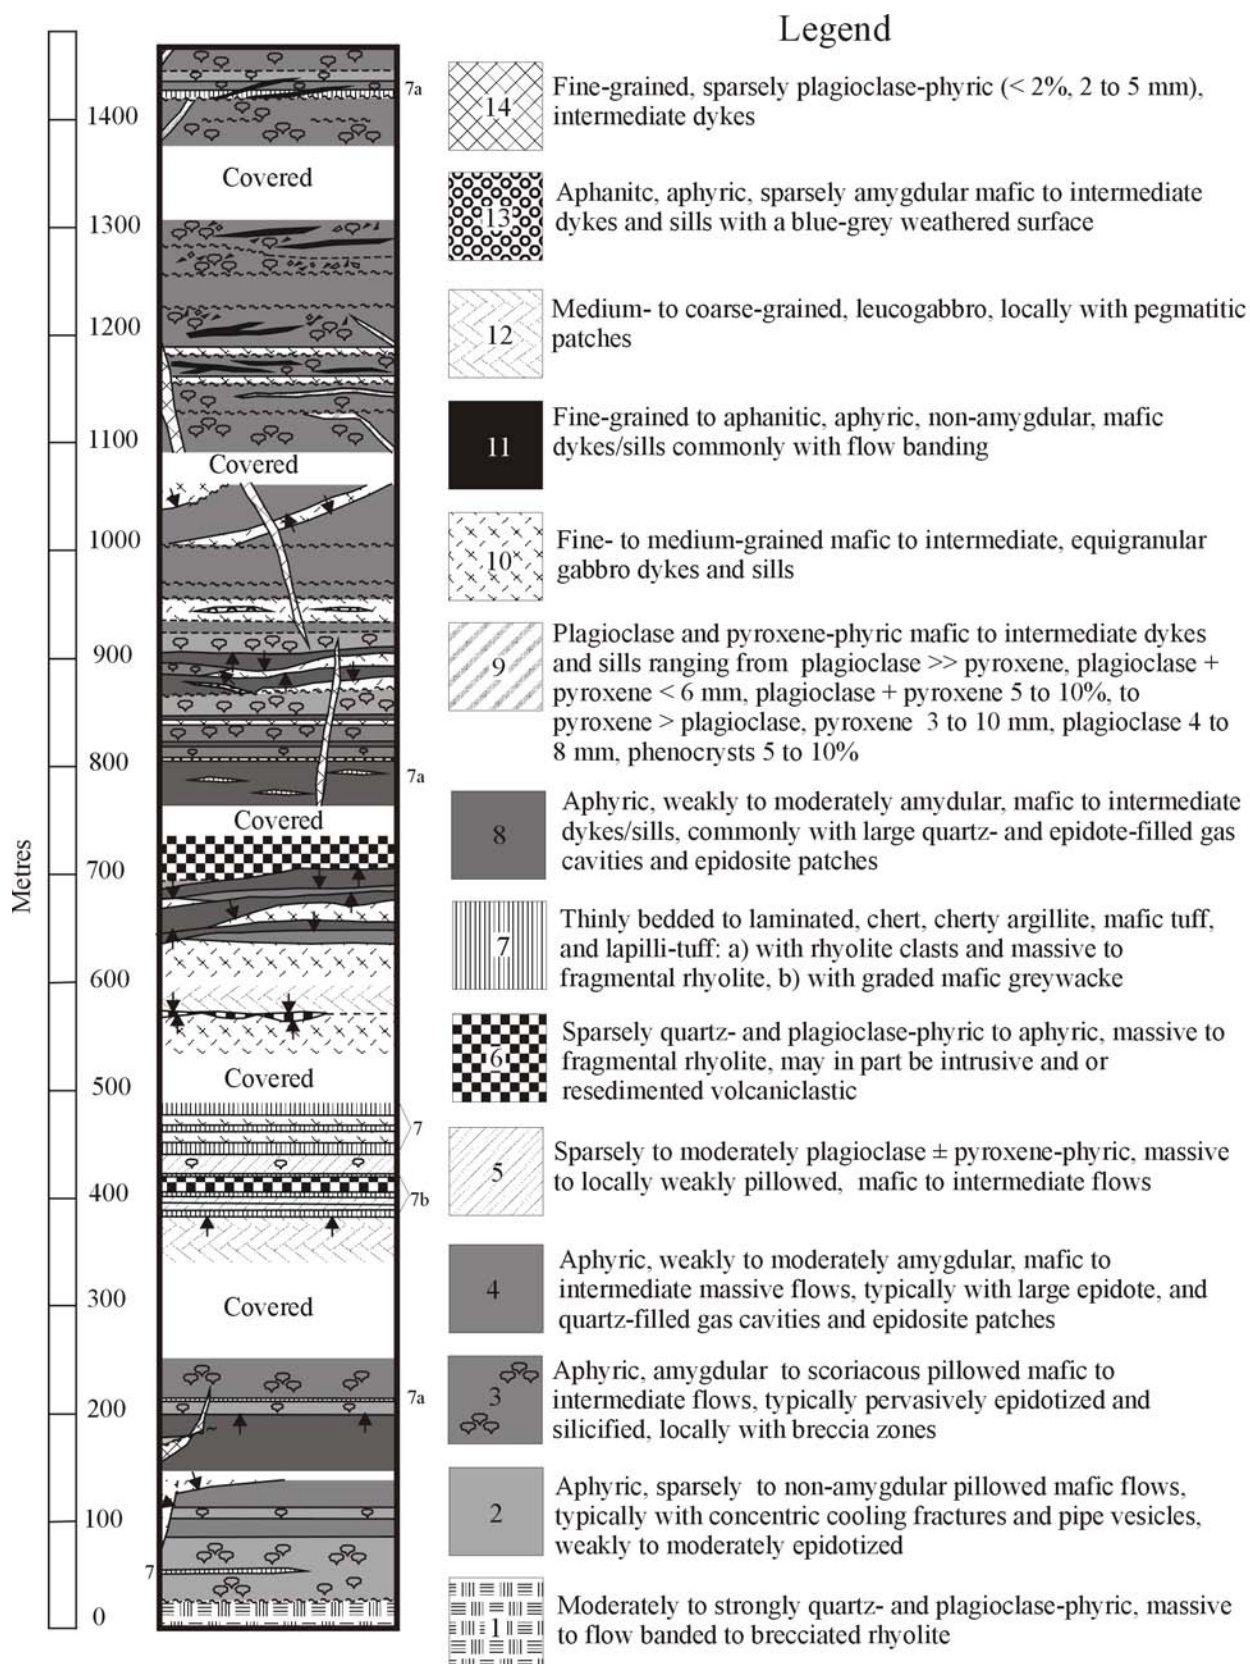 Legend
Metres
1400
1300
1200
1100
1000
900
800
700
600
500
400
300
200
100
0
7a
Covered
Covered
7a
Covered
Covered
7
7b
Covered
7a
7
14
Fine-grained, sparsely plagioclase-phyric (< 2%, 2 to 5 mm),
intermediate dykes
13
Aphanitc, aphyric, sparsely amygdular mafic to intermediate
dykes and sills with a blue-grey weathered surface
12
Medium- to coarse-grained, leucogabbro, locally with pegmatitic
patches
11
Fine-grained to aphanitic, aphyric, non-amygdular, mafic
dykes/sills commonly with flow banding
10
Fine- to medium-grained mafic to intermediate, equigranular
gabbro dykes and sills
9
Plagioclase and pyroxene-phyric mafic to intermediate dykes
and sills ranging from plagioclase >> pyroxene, plagioclase +
pyroxene < 6 mm, plagioclase + pyroxene 5 to 10%, to
pyroxene > plagioclase, pyroxene 3 to 10 mm, plagioclase 4 to
8 mm, phenocrysts 5 to 10%
8
Aphyric, weakly to moderately amydular, mafic to intermediate
dykes/sills, commonly with large quartz- and epidote-filled gas
cavities and epidosite patches
7
Thinly bedded to laminated, chert, cherty argillite, mafic tuff,
and lapilli-tuff: a) with rhyolite clasts and massive to
fragmental rhyolite, b) with graded mafic greywacke
6
Sparsely quartz- and plagioclase-phyric to aphyric, massive to
fragmental rhyolite, may in part be intrusive and or
resedimented volcaniclastic
5
Sparsely to moderately plagioclase ± pyroxene-phyric, massive
to locally weakly pillowed, mafic to intermediate flows
4
Aphyric, weakly to moderately amygdular, mafic to
intermediate massive flows, typically with large epidote, and
quartz-filled gas cavities and epidosite patches
3
Aphyric, amygdular to scoriacous pillowed mafic to
intermediate flows, typically pervasively epidotized and
silicified, locally with breccia zones
2
Aphyric, sparsely to non-amygdular pillowed mafic flows,
typically with concentric cooling fractures and pipe vesicles,
weakly to moderately epidotized
1
Moderately to strongly quartz- and plagioclase-phyric, massive
to flow banded to brecciated rhyolite